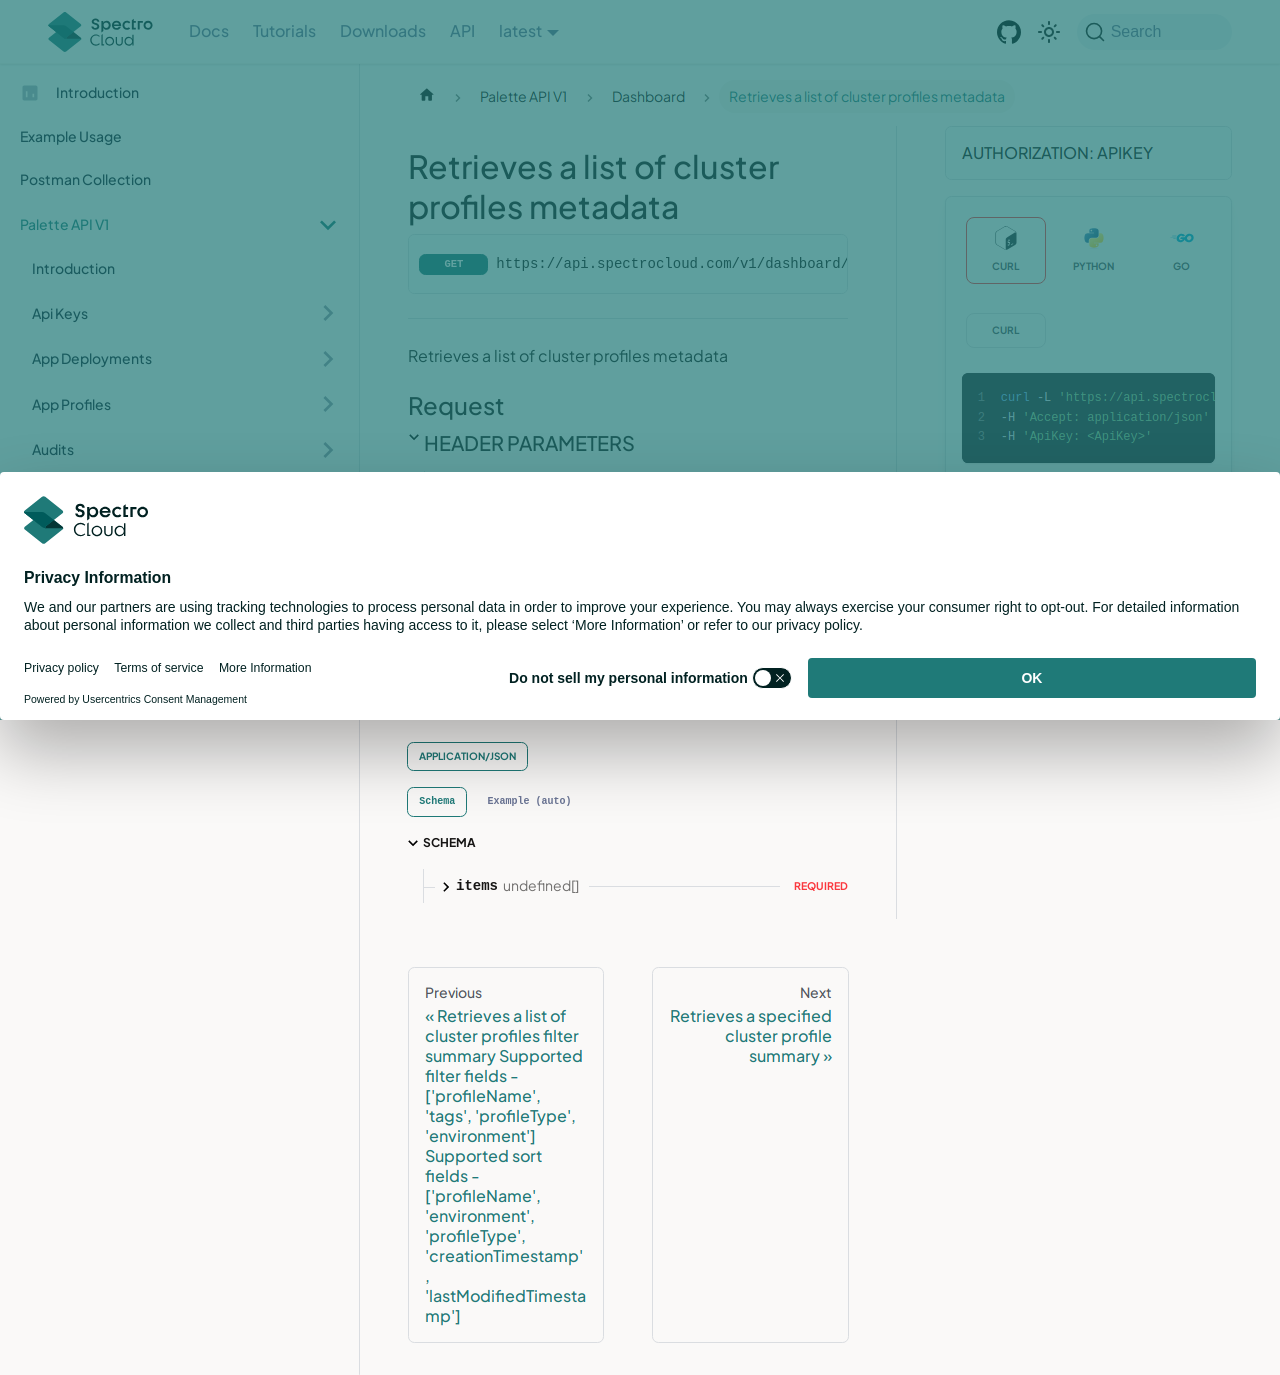 Spectro Cloud
Docs
Tutorials
Downloads
API
latest
Search
Introduction
Example Usage
Postman Collection
Palette API V1
Introduction
Api Keys
App Deployments
App Profiles
Audits
Palette API V1
Dashboard
Retrieves a list of cluster profiles metadata
Retrieves a list of cluster
profiles metadata
GET
https://api.spectrocloud.com/v1/dashboard/
Retrieves a list of cluster profiles metadata
Request
HEADER PARAMETERS
AUTHORIZATION: APIKEY
CURL
PYTHON
GO
CURL
1 curl -L 'https://api.spectrocl
2 -H 'Accept: application/json'
3 -H 'ApiKey: <ApiKey>'
Spectro
Cloud
Privacy Information
We and our partners are using tracking technologies to process personal data in order to improve your experience. You may always exercise your consumer right to opt-out. For detailed information
about personal information we collect and third parties having access to it, please select ‘More Information’ or refer to our privacy policy.
Privacy policy
Terms of service
More Information
Powered by Usercentrics Consent Management
Do not sell my personal information
OK
APPLICATION/JSON
Schema
Example (auto)
SCHEMA
items undefined[]
REQUIRED
Previous
« Retrieves a list of
cluster profiles filter
summary Supported
filter fields -
['profileName',
'tags', 'profileType',
'environment']
Supported sort
fields -
['profileName',
'environment',
'profileType',
'creationTimestamp'
,
'lastModifiedTimesta
mp']
Next
Retrieves a specified
cluster profile
summary »